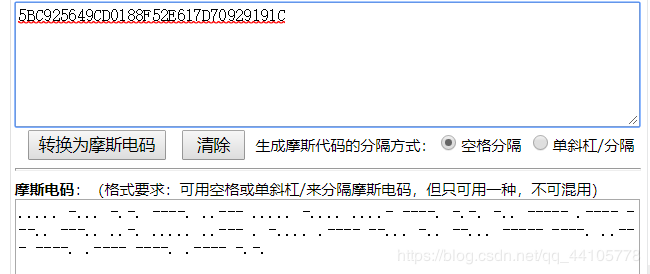 5BC925649CD0188F52E617D70929191C
转换为摩斯电码 清除 生成摩斯代码的分隔方式： 空格分隔 单斜杠/分隔
摩斯电码：（格式要求：可用空格或单斜杠/来分隔摩斯电码，但只可用一种，不可混用）
..... -... -.-. ----. ..--- ..... -.... ....- ----. -.-. -.. ----- .---- -
--.. ---.. ..-. ..... ..--- . -.... .---- --... -.. --... ----- ----. ..--
- ----. .---- ----. .---- -.-.
https://blog.csdn.net/qq_44105778